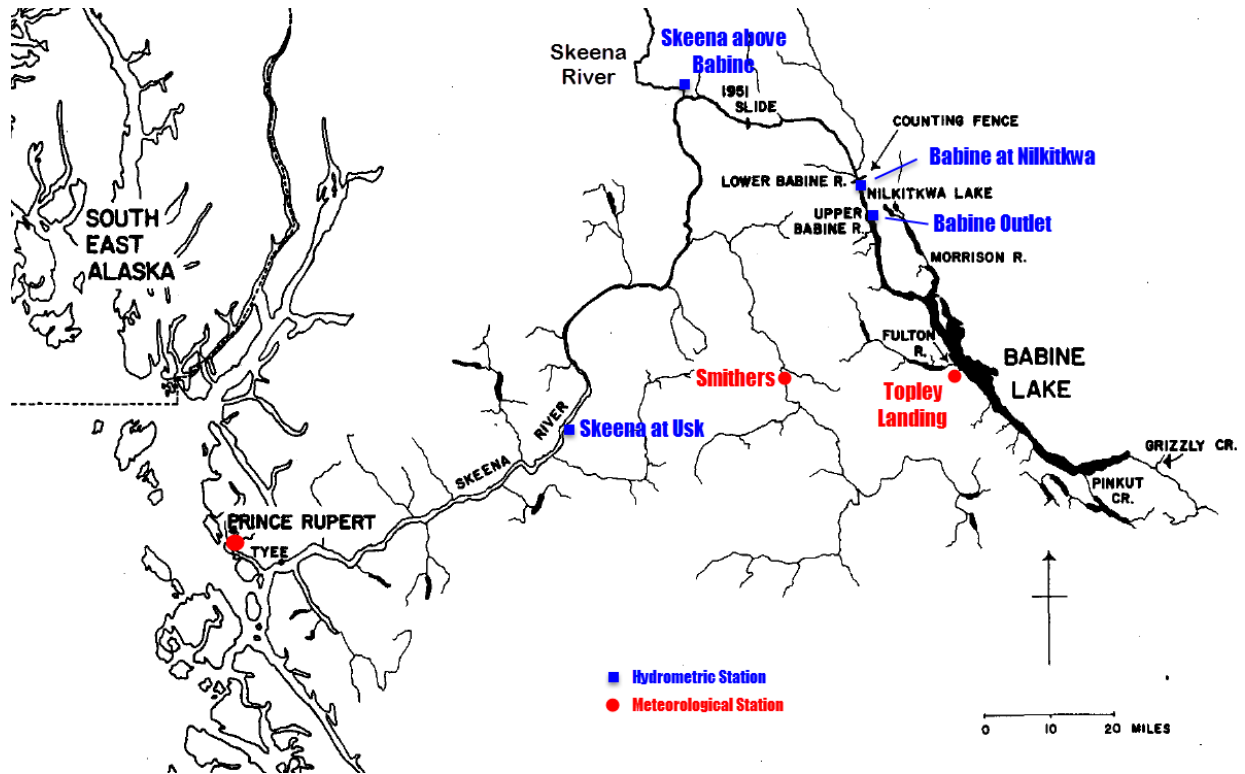 Skeena above
Babine
Skeena
River
1951
SLIDE
COUNTING FENCE
Babine at Nilkitkwa
LOWER BABINE R.
NILKITKWA LAKE
UPPER
BABINE R.
Babine Outlet
SOUTH
EAST
ALASKA
MORRISON R.
FULTON
R.
BABINE
LAKE
Smithers
Topley
Landing
Skeena at Usk
RIVER
SKEENA
GRIZZLY CR.
PINKUT
CR.
PRINCE RUPERT
TYEE
Hydrometric Station
Meteorological Station
0 10 20 MILES